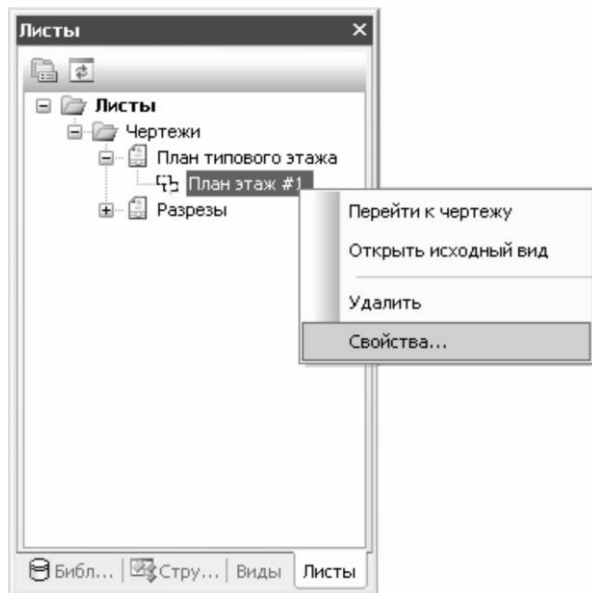 Листы
Листы
Чертежи
План типового этажа
План этаж #1
Разрезы
Перейти к чертежу
Открыть исходный вид
Удалить
Свойства...
Библ... Стру... Виды Листы